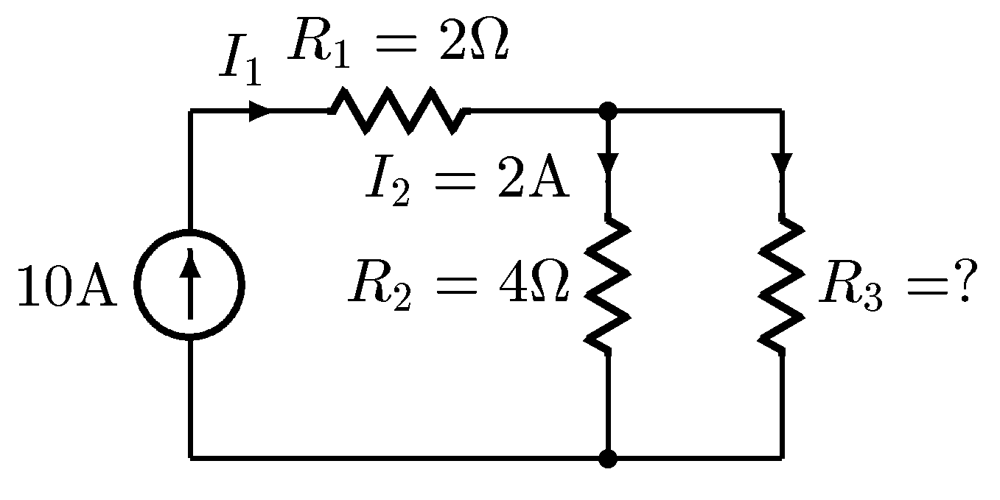 I₁ R₁ = 2Ω
I₂ = 2A
10A R₂ = 4Ω R₃ =?